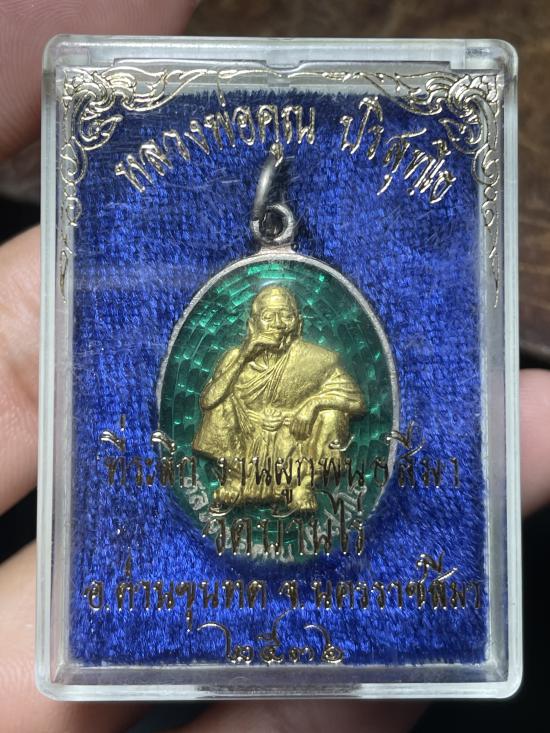 หลวงพ่อคูณ ปริสุทฺโธ
ที่ระลึก งานผูกพัทธสีมา
วัดบ้านไร่
อ.ด่านขุนทด จ.นครราชสีมา
๒๕๓๖